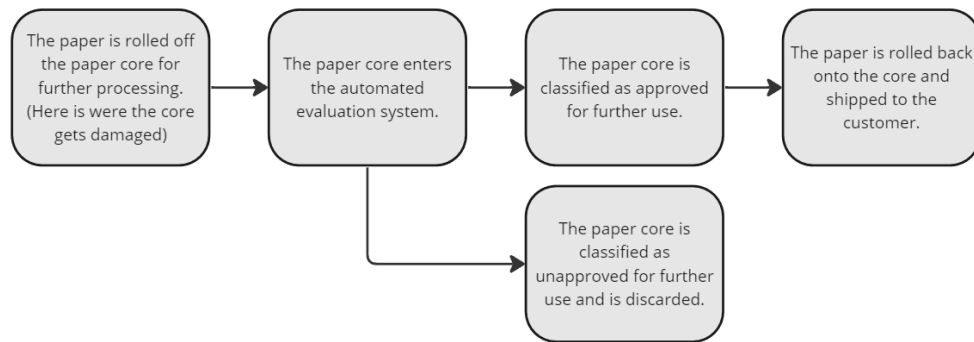 The paper is rolled off
the paper core for
further processing.
(Here is were the core
gets damaged)
The paper core enters
the automated
evaluation system.
The paper core is
classified as approved
for further use.
The paper is rolled back
onto the core and
shipped to the
customer.
The paper core is
classified as
unapproved for further
use and is discarded.